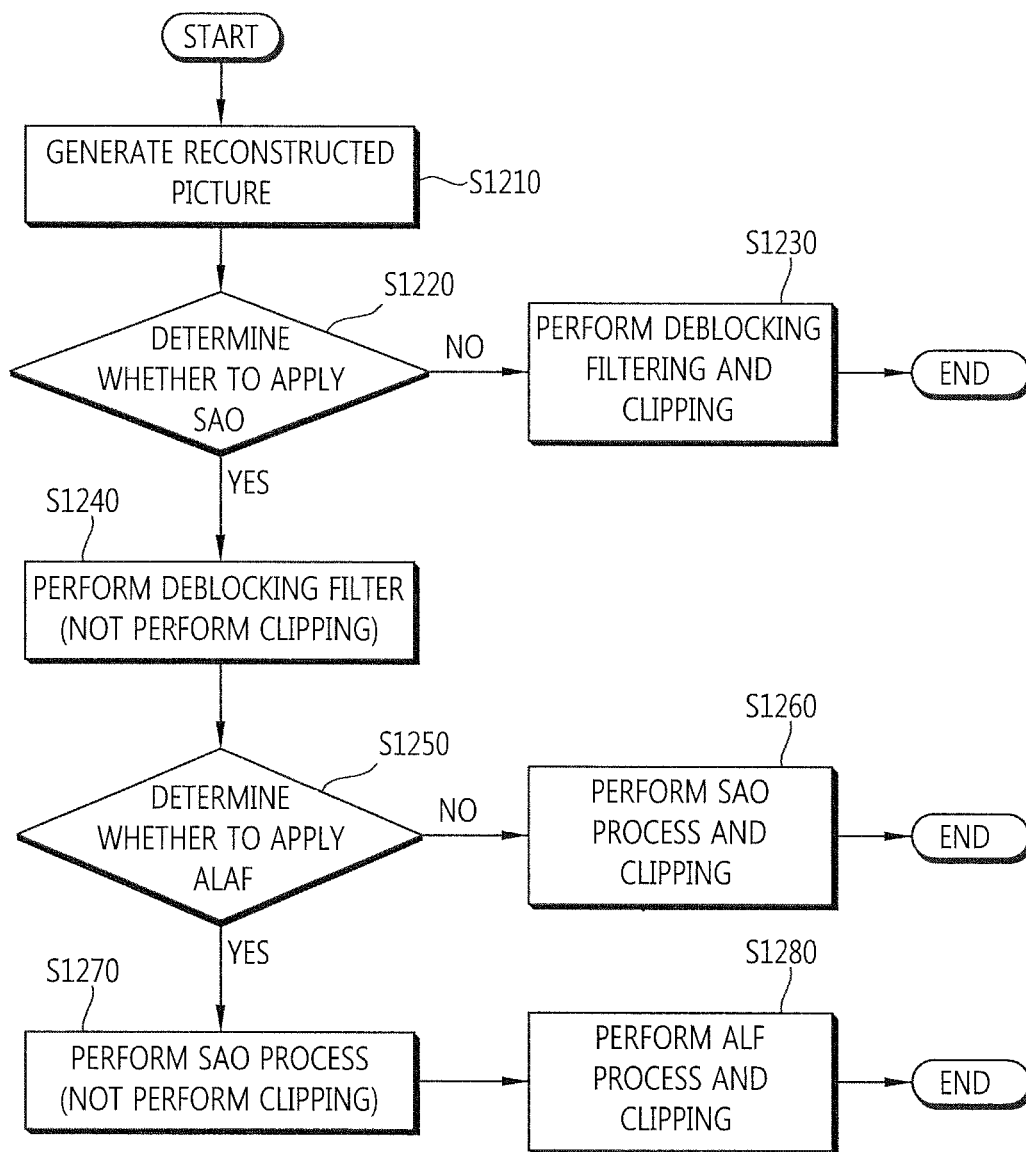 START
GENERATE RECONSTRUCTED
PICTURE
S1210
S1220
DETERMINE
WHETHER TO APPLY
SAO
NO
S1230
PERFORM DEBLOCKING
FILTERING AND
CLIPPING
END
YES
S1240
PERFORM DEBLOCKING FILTER
(NOT PERFORM CLIPPING)
S1250
DETERMINE
WHETHER TO APPLY
ALAF
NO
S1260
PERFORM SAO
PROCESS AND
CLIPPING
END
YES
S1270
PERFORM SAO PROCESS
(NOT PERFORM CLIPPING)
S1280
PERFORM ALF
PROCESS AND
CLIPPING
END